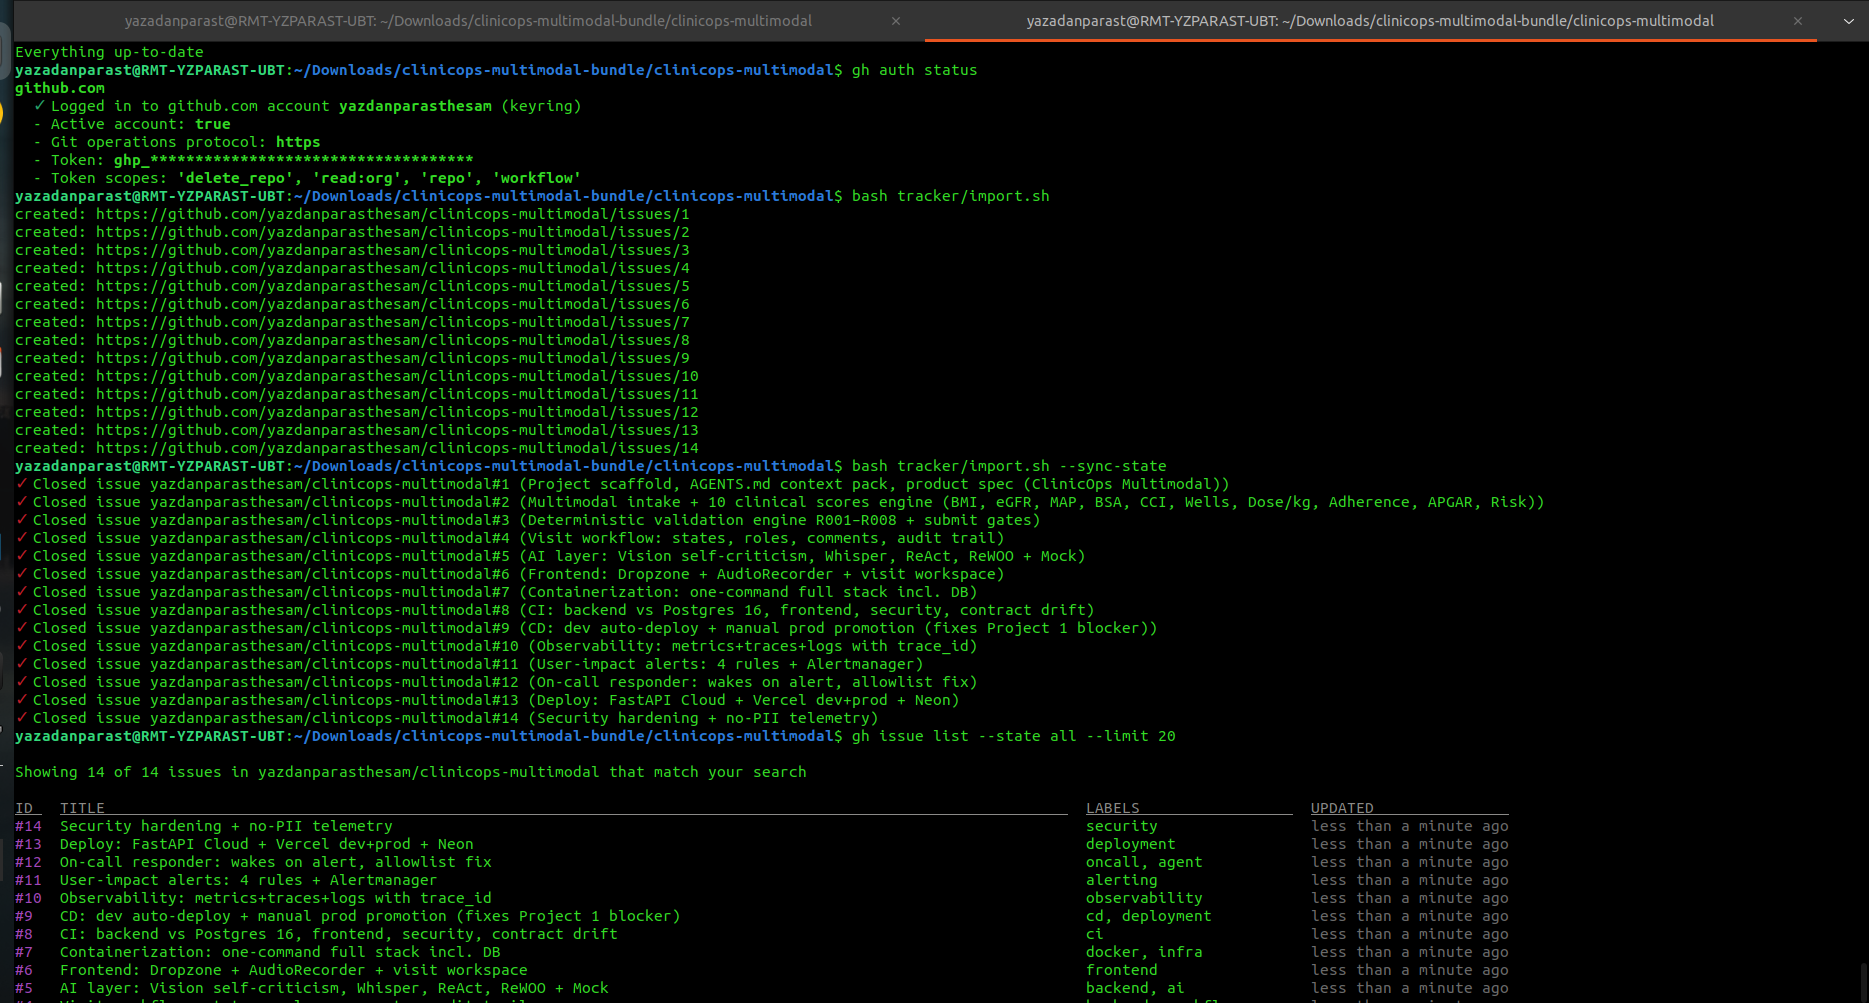 yazadanparast@RMT-YZPARAST-UBT: ~/Downloads/clinicops-multimodal-bundle/clinicops-multimodal × yazadanparast@RMT-YZPARAST-UBT: ~/Downloads/clinicops-multimodal-bundle/clinicops-multimodal ×
Everything up-to-date
yazadanparast@RMT-YZPARAST-UBT:~/Downloads/clinicops-multimodal-bundle/clinicops-multimodal$ gh auth status
github.com
✓ Logged in to github.com account yazdanparasthesam (keyring)
- Active account: true
- Git operations protocol: https
- Token: ghp_************************************
- Token scopes: 'delete_repo', 'read:org', 'repo', 'workflow'
yazadanparast@RMT-YZPARAST-UBT:~/Downloads/clinicops-multimodal-bundle/clinicops-multimodal$ bash tracker/import.sh
created: https://github.com/yazdanparasthesam/clinicops-multimodal/issues/1
created: https://github.com/yazdanparasthesam/clinicops-multimodal/issues/2
created: https://github.com/yazdanparasthesam/clinicops-multimodal/issues/3
created: https://github.com/yazdanparasthesam/clinicops-multimodal/issues/4
created: https://github.com/yazdanparasthesam/clinicops-multimodal/issues/5
created: https://github.com/yazdanparasthesam/clinicops-multimodal/issues/6
created: https://github.com/yazdanparasthesam/clinicops-multimodal/issues/7
created: https://github.com/yazdanparasthesam/clinicops-multimodal/issues/8
created: https://github.com/yazdanparasthesam/clinicops-multimodal/issues/9
created: https://github.com/yazdanparasthesam/clinicops-multimodal/issues/10
created: https://github.com/yazdanparasthesam/clinicops-multimodal/issues/11
created: https://github.com/yazdanparasthesam/clinicops-multimodal/issues/12
created: https://github.com/yazdanparasthesam/clinicops-multimodal/issues/13
created: https://github.com/yazdanparasthesam/clinicops-multimodal/issues/14
yazadanparast@RMT-YZPARAST-UBT:~/Downloads/clinicops-multimodal-bundle/clinicops-multimodal$ bash tracker/import.sh --sync-state
✓ Closed issue yazdanparasthesam/clinicops-multimodal#1 (Project scaffold, AGENTS.md context pack, product spec (ClinicOps Multimodal))
✓ Closed issue yazdanparasthesam/clinicops-multimodal#2 (Multimodal intake + 10 clinical scores engine (BMI, eGFR, MAP, BSA, CCI, Wells, Dose/kg, Adherence, APGAR, Risk))
✓ Closed issue yazdanparasthesam/clinicops-multimodal#3 (Deterministic validation engine R001–R008 + submit gates)
✓ Closed issue yazdanparasthesam/clinicops-multimodal#4 (Visit workflow: states, roles, comments, audit trail)
✓ Closed issue yazdanparasthesam/clinicops-multimodal#5 (AI layer: Vision self-criticism, Whisper, ReAct, ReWOO + Mock)
✓ Closed issue yazdanparasthesam/clinicops-multimodal#6 (Frontend: Dropzone + AudioRecorder + visit workspace)
✓ Closed issue yazdanparasthesam/clinicops-multimodal#7 (Containerization: one-command full stack incl. DB)
✓ Closed issue yazdanparasthesam/clinicops-multimodal#8 (CI: backend vs Postgres 16, frontend, security, contract drift)
✓ Closed issue yazdanparasthesam/clinicops-multimodal#9 (CD: dev auto-deploy + manual prod promotion (fixes Project 1 blocker))
✓ Closed issue yazdanparasthesam/clinicops-multimodal#10 (Observability: metrics+traces+logs with trace_id)
✓ Closed issue yazdanparasthesam/clinicops-multimodal#11 (User-impact alerts: 4 rules + Alertmanager)
✓ Closed issue yazdanparasthesam/clinicops-multimodal#12 (On-call responder: wakes on alert, allowlist fix)
✓ Closed issue yazdanparasthesam/clinicops-multimodal#13 (Deploy: FastAPI Cloud + Vercel dev+prod + Neon)
✓ Closed issue yazdanparasthesam/clinicops-multimodal#14 (Security hardening + no-PII telemetry)
yazadanparast@RMT-YZPARAST-UBT:~/Downloads/clinicops-multimodal-bundle/clinicops-multimodal$ gh issue list --state all --limit 20
Showing 14 of 14 issues in yazdanparasthesam/clinicops-multimodal that match your search
ID TITLE LABELS UPDATED
#14 Security hardening + no-PII telemetry security less than a minute ago
#13 Deploy: FastAPI Cloud + Vercel dev+prod + Neon deployment less than a minute ago
#12 On-call responder: wakes on alert, allowlist fix oncall, agent less than a minute ago
#11 User-impact alerts: 4 rules + Alertmanager alerting less than a minute ago
#10 Observability: metrics+traces+logs with trace_id observability less than a minute ago
#9 CD: dev auto-deploy + manual prod promotion (fixes Project 1 blocker) cd, deployment less than a minute ago
#8 CI: backend vs Postgres 16, frontend, security, contract drift ci less than a minute ago
#7 Containerization: one-command full stack incl. DB docker, infra less than a minute ago
#6 Frontend: Dropzone + AudioRecorder + visit workspace frontend less than a minute ago
#5 AI layer: Vision self-criticism, Whisper, ReAct, ReWOO + Mock backend, ai less than a minute ago